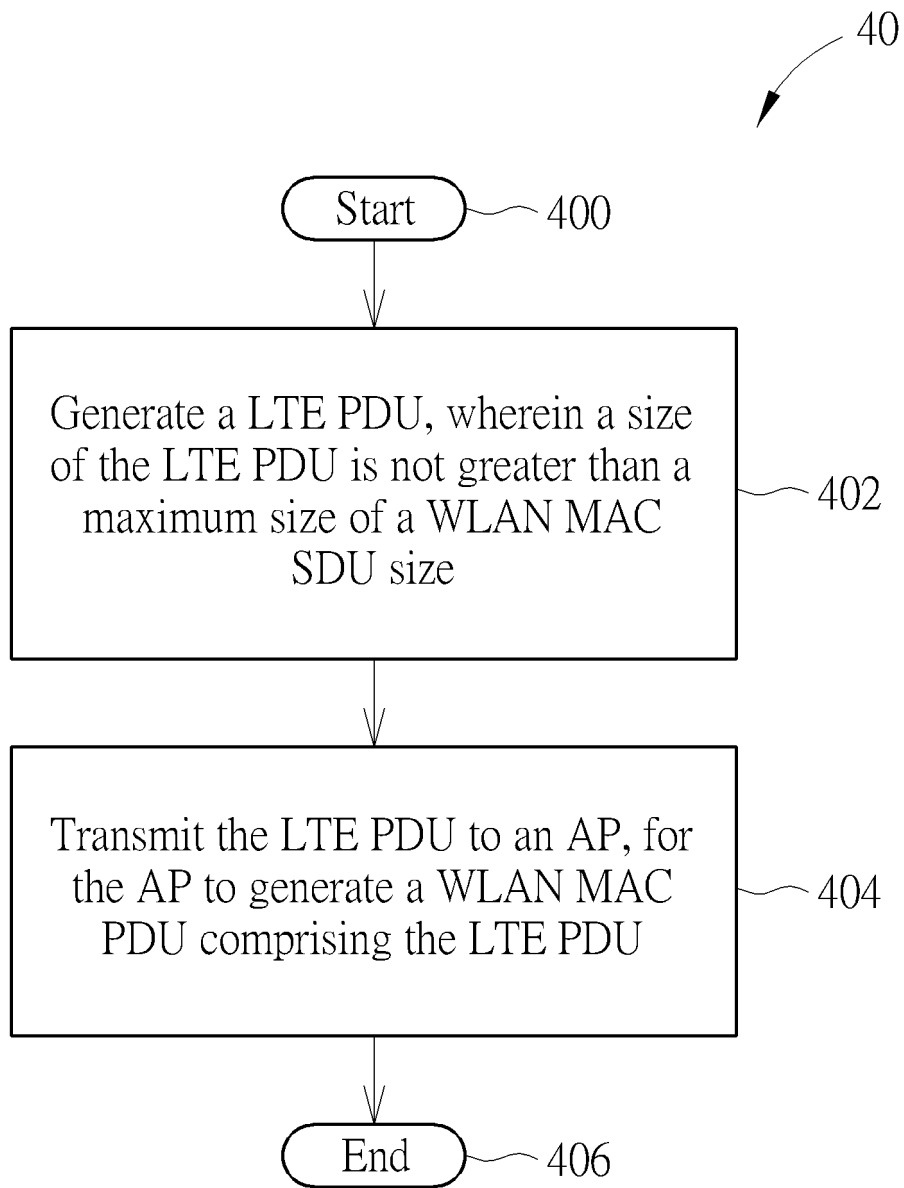 40
Start
400
Generate a LTE PDU, wherein a size
of the LTE PDU is not greater than a
maximum size of a WLAN MAC
SDU size
402
Transmit the LTE PDU to an AP, for
the AP to generate a WLAN MAC
PDU comprising the LTE PDU
404
End
406